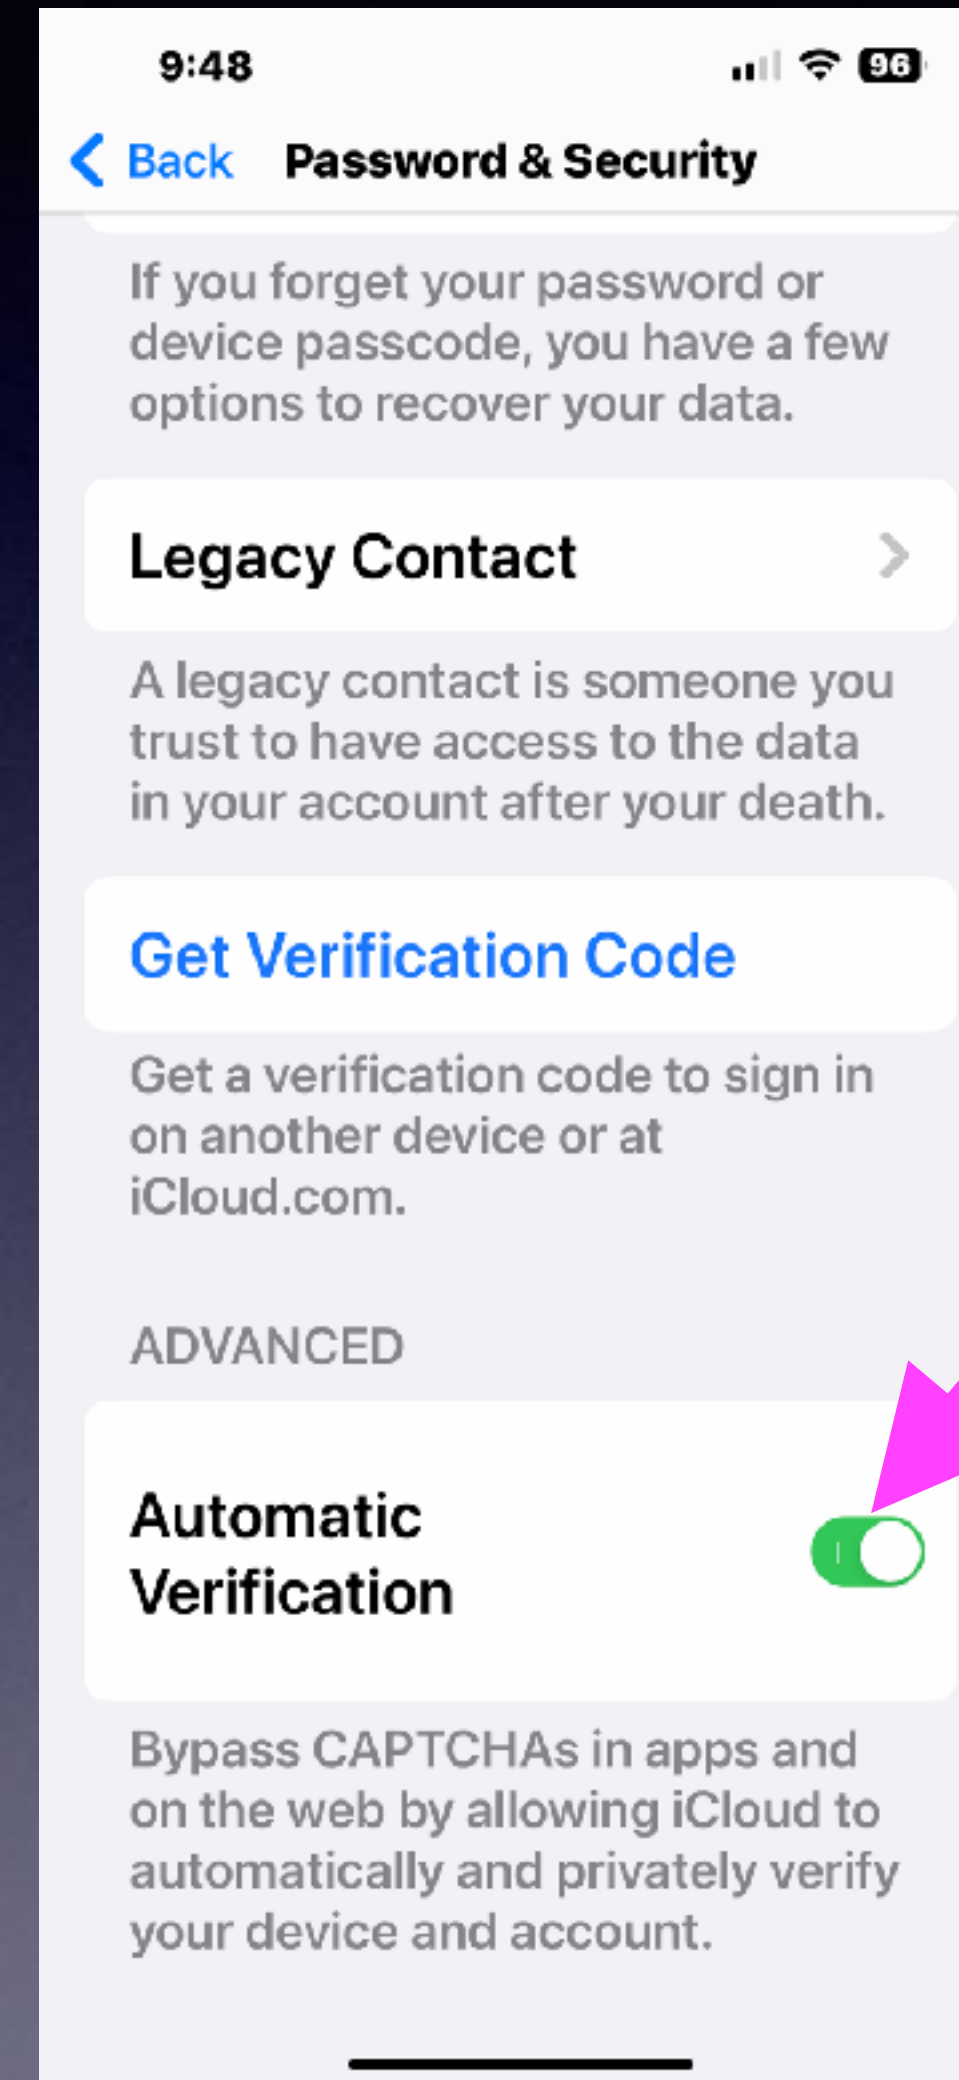 9:48
96
Back Password & Security
If you forget your password or
device passcode, you have a few
options to recover your data.
Legacy Contact
A legacy contact is someone you
trust to have access to the data
in your account after your death.
Get Verification Code
Get a verification code to sign in
on another device or at
iCloud.com.
ADVANCED
Automatic
Verification
Bypass CAPTCHAs in apps and
on the web by allowing iCloud to
automatically and privately verify
your device and account.